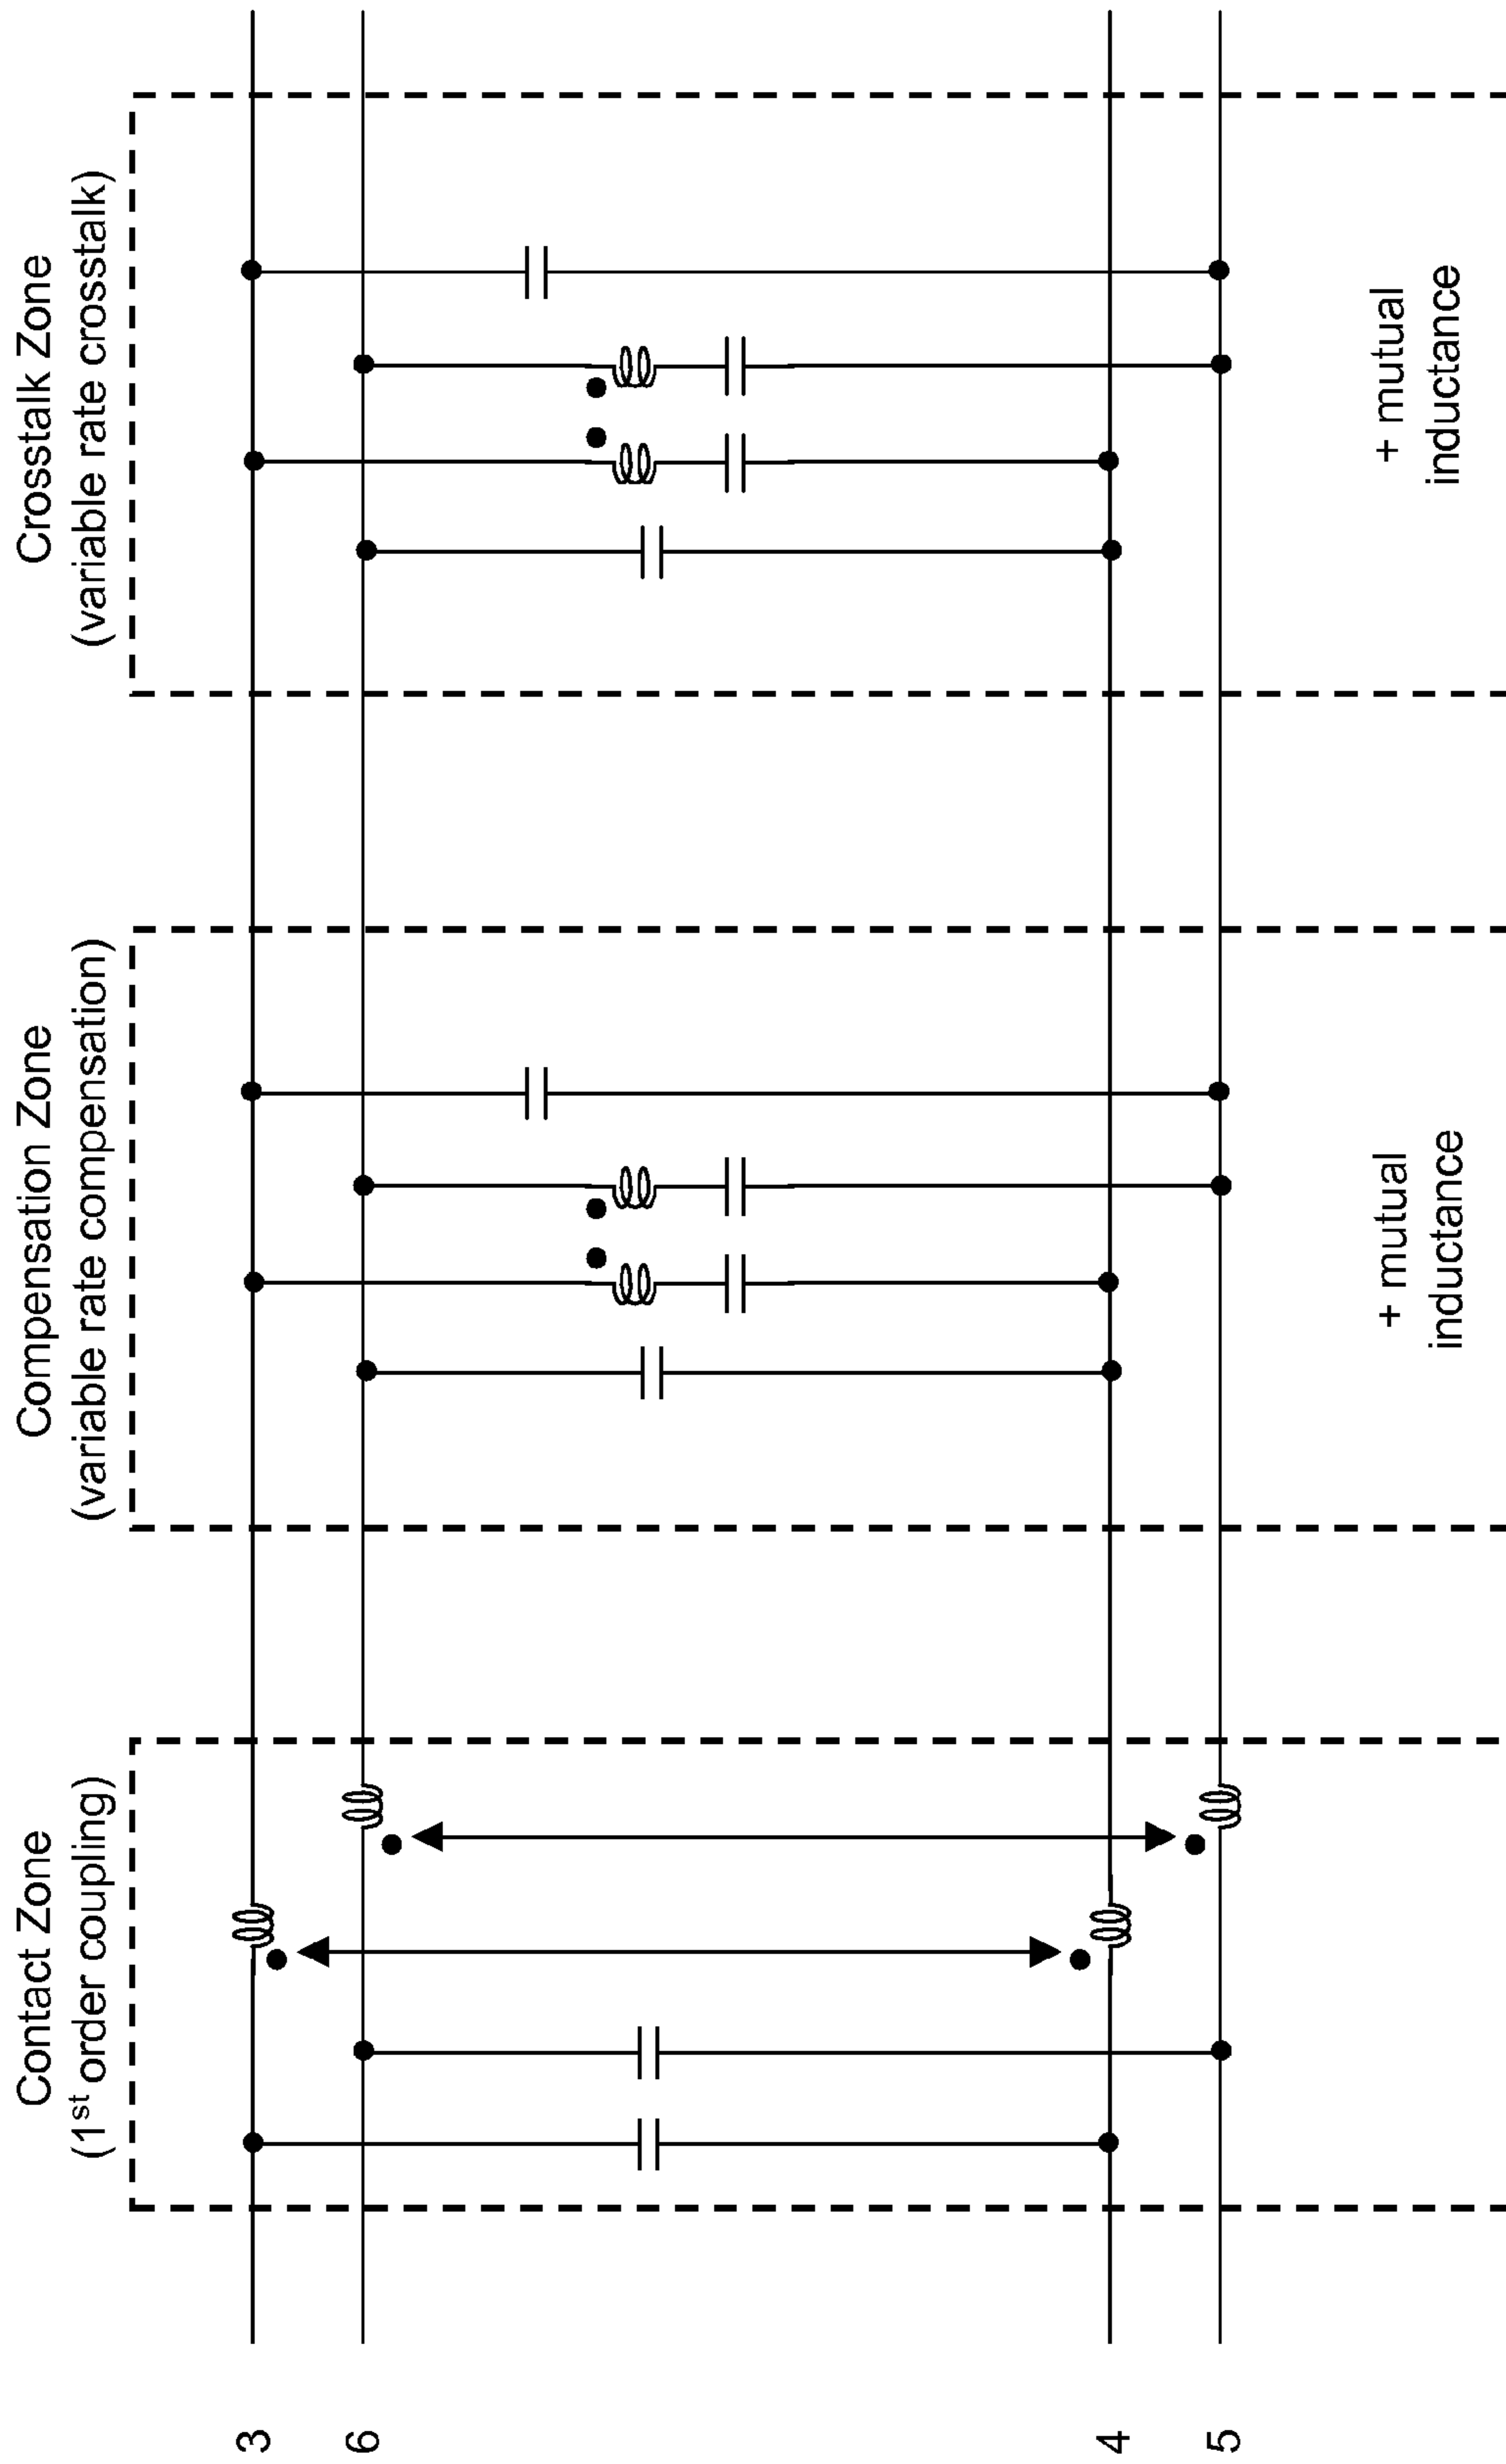 Contact Zone
(1st order coupling)
Compensation Zone
(variable rate compensation)
Crosstalk Zone
(variable rate crosstalk)
3
6
4
5
+ mutual
inductance
+ mutual
inductance